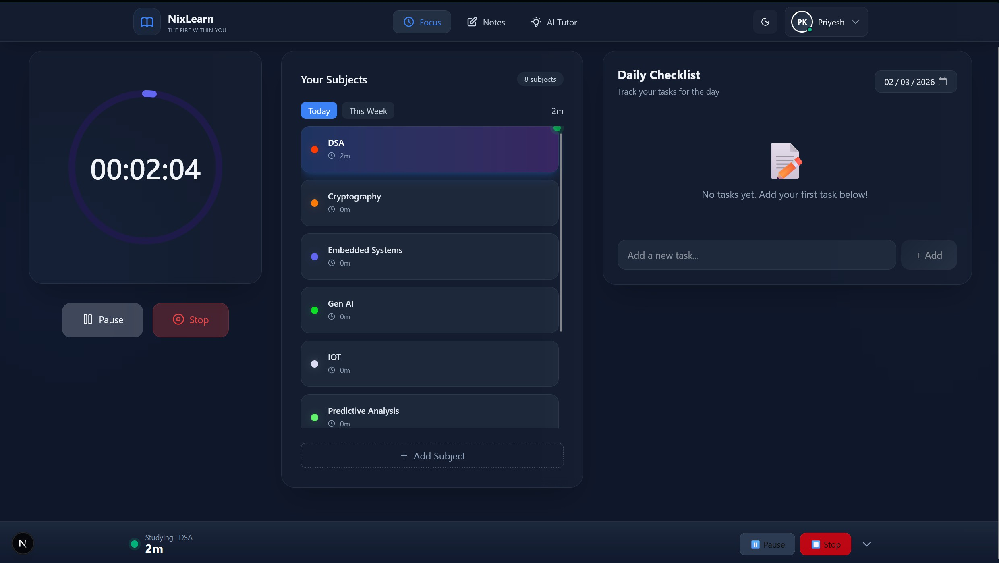 NixLearn
THE FIRE WITHIN YOU
Focus
Notes
AI Tutor
PK
Priyesh
00:02:04
Pause
Stop
Your Subjects
8 subjects
Today
This Week
2m
DSA
2m
Cryptography
0m
Embedded Systems
0m
Gen AI
0m
IOT
0m
Predictive Analysis
0m
+ Add Subject
Daily Checklist
Track your tasks for the day
02 / 03 / 2026
No tasks yet. Add your first task below!
Add a new task...
+ Add
N
Studying · DSA
2m
Pause
Stop